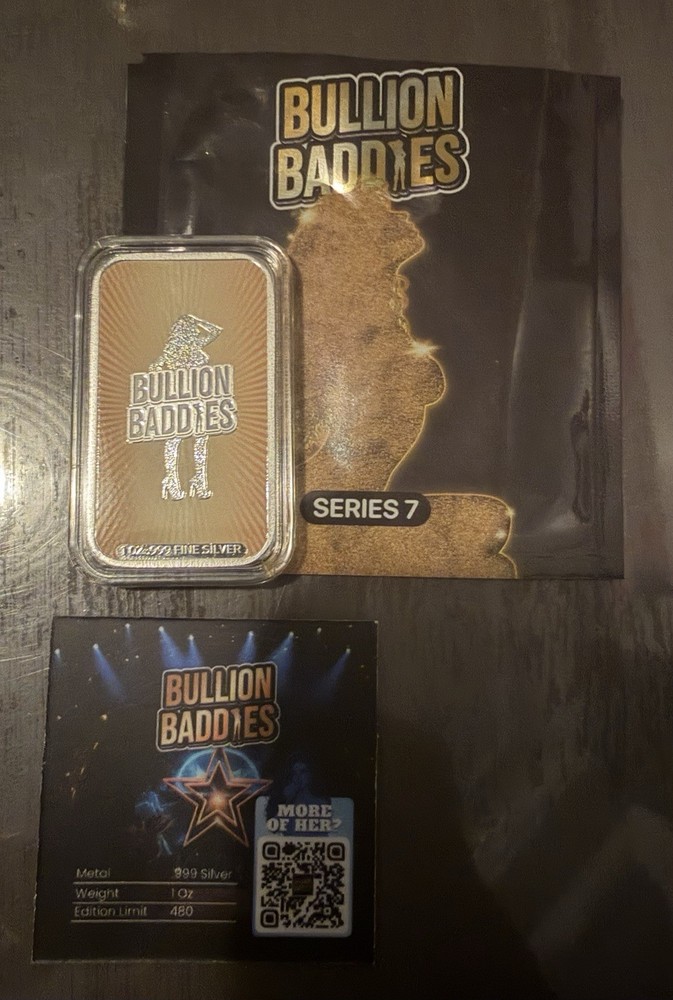 BULLION
BADDIES
SERIES 7
BULLION
BADDIES
1 OZ .999 FINE SILVER
BULLION
BADDIES
MORE
OF HER?
Metal .999 Silver
Weight 1 Oz
Edition Limit 480